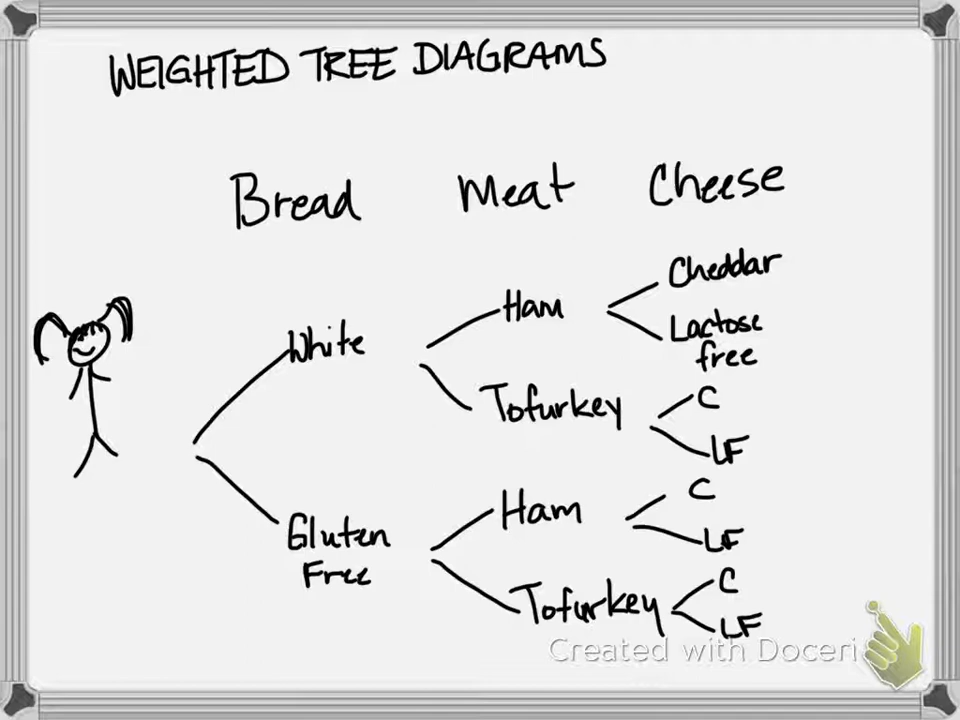 WEIGHTED TREE DIAGRAMS
Bread Meat Cheese
Cheddar
Ham
Lactose
free
White
C
Tofurkey
LF
C
Ham
LF
Gluten
Free
C
Tofurkey
LF
Created with Doceri